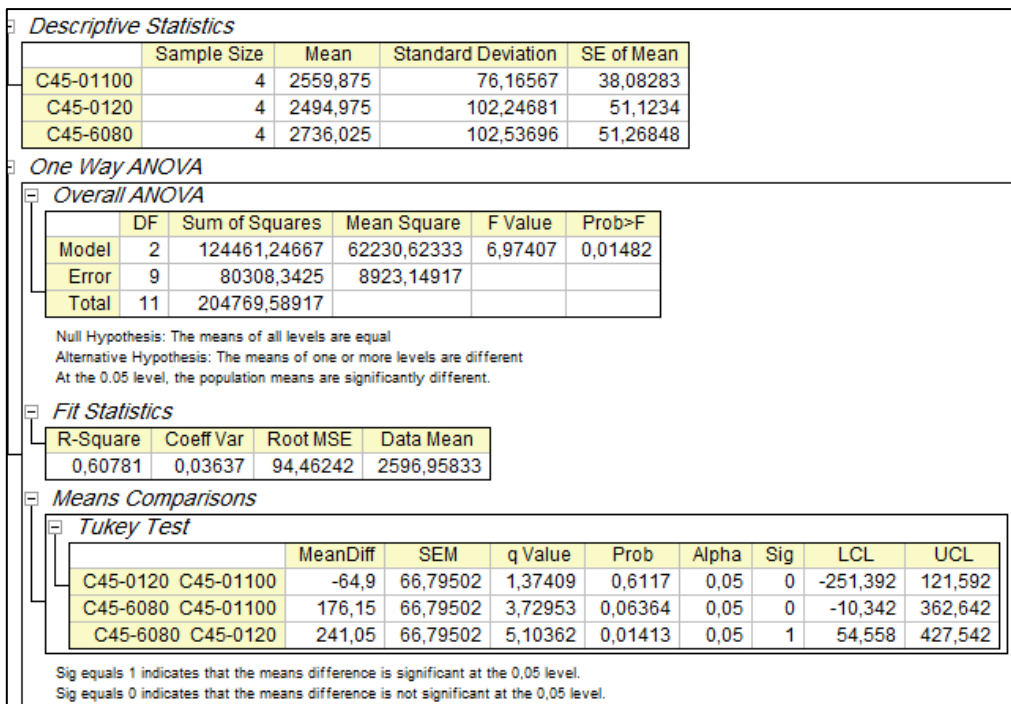 Descriptive Statistics
Sample Size Mean Standard Deviation SE of Mean
C45-01100 4 2559,875 76,16567 38,08283
C45-0120 4 2494,975 102,24681 51,1234
C45-6080 4 2736,025 102,53696 51,26848
One Way ANOVA
Overall ANOVA
DF Sum of Squares Mean Square F Value Prob>F
Model 2 124461,24667 62230,62333 6,97407 0,01482
Error 9 80308,3425 8923,14917
Total 11 204769,58917
Null Hypothesis: The means of all levels are equal
Alternative Hypothesis: The means of one or more levels are different
At the 0.05 level, the population means are significantly different.
Fit Statistics
R-Square Coeff Var Root MSE Data Mean
0,60781 0,03637 94,46242 2596,95833
Means Comparisons
Tukey Test
MeanDiff SEM q Value Prob Alpha Sig LCL UCL
C45-0120 C45-01100 -64,9 66,79502 1,37409 0,6117 0,05 0 -251,392 121,592
C45-6080 C45-01100 176,15 66,79502 3,72953 0,06364 0,05 0 -10,342 362,642
C45-6080 C45-0120 241,05 66,79502 5,10362 0,01413 0,05 1 54,558 427,542
Sig equals 1 indicates that the means difference is significant at the 0,05 level.
Sig equals 0 indicates that the means difference is not significant at the 0,05 level.